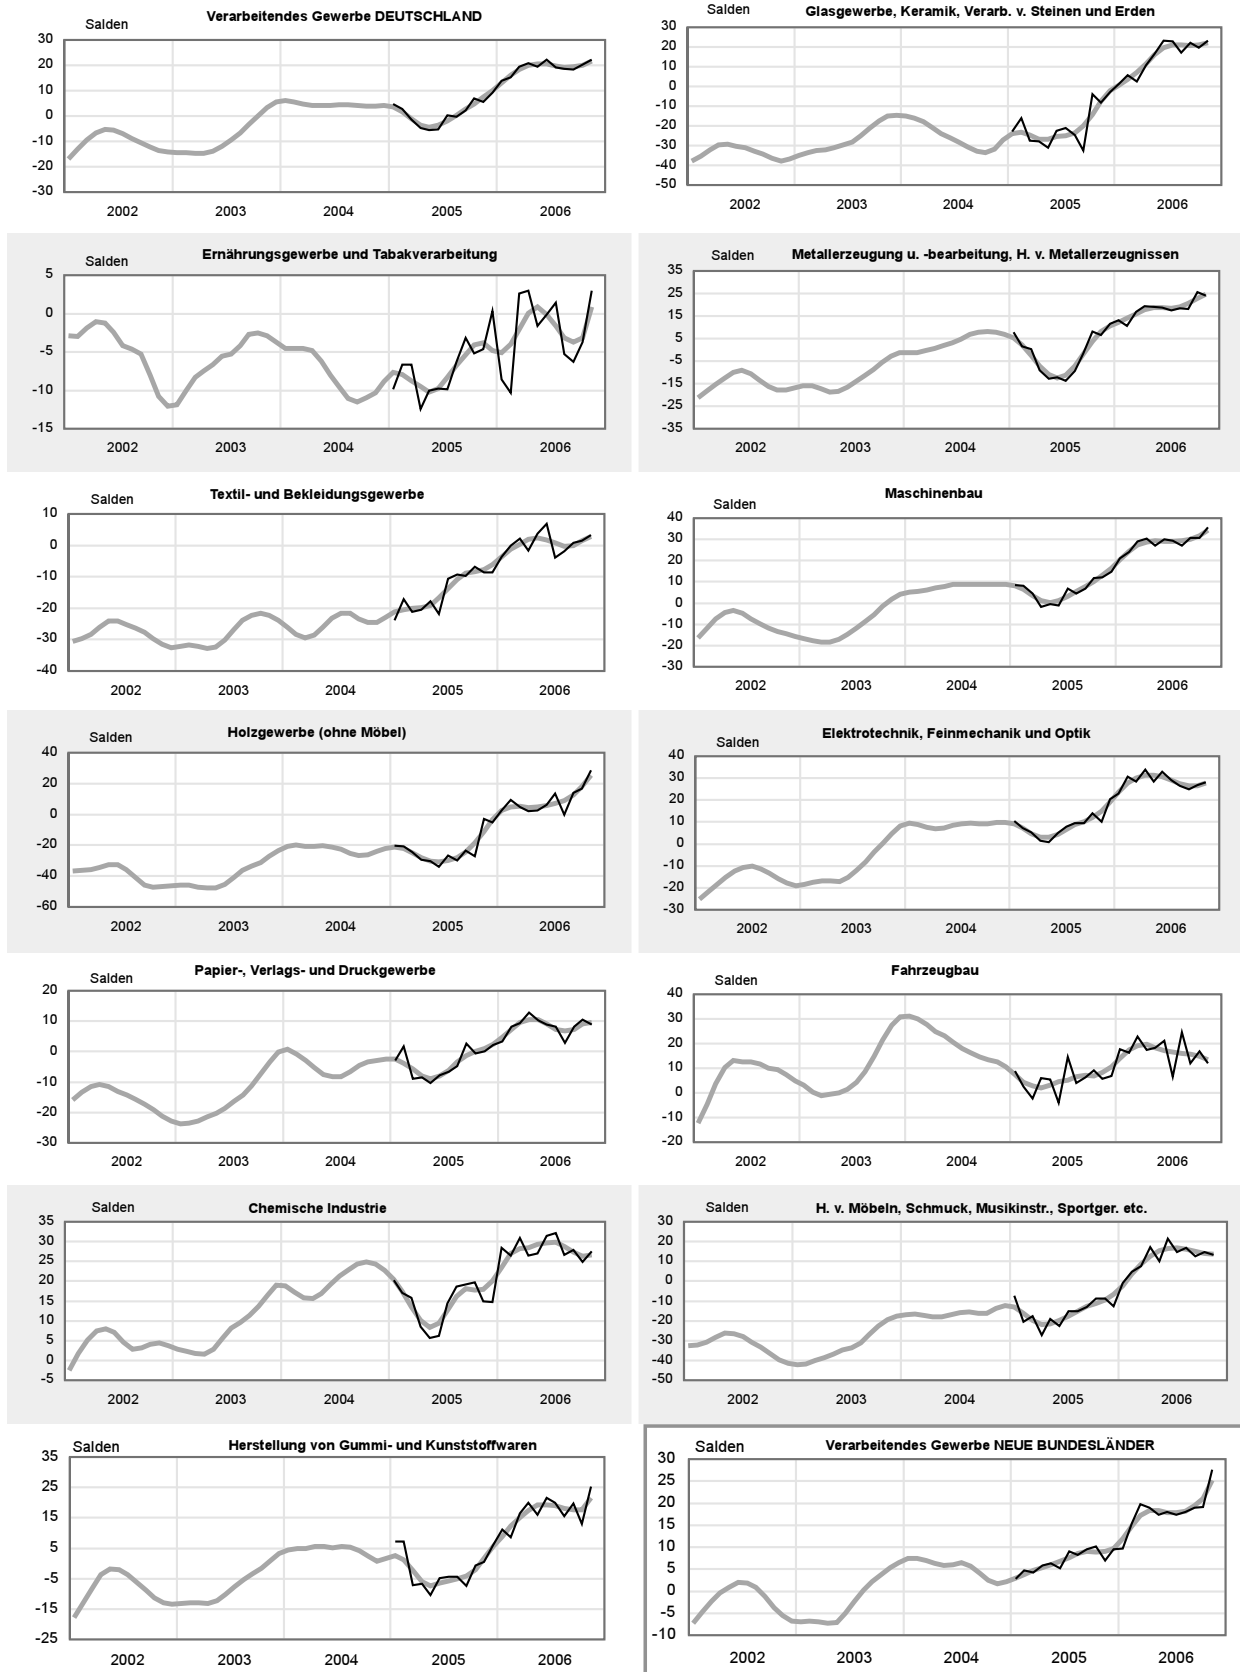 Verarbeitendes Gewerbe DEUTSCHLAND
Salden
30
20
10
0
-10
-20
-30
2002 2003 2004 2005 2006
Glasgewerbe, Keramik, Verarb. v. Steinen und Erden
Salden
30
20
10
0
-10
-20
-30
-40
-50
2002 2003 2004 2005 2006
Ernährungsgewerbe und Tabakverarbeitung
Salden
5
0
-5
-10
-15
2002 2003 2004 2005 2006
Metallerzeugung u. -bearbeitung, H. v. Metallerzeugnissen
Salden
35
25
15
5
-5
-15
-25
-35
2002 2003 2004 2005 2006
Textil- und Bekleidungsgewerbe
Salden
10
0
-10
-20
-30
-40
2002 2003 2004 2005 2006
Maschinenbau
Salden
40
30
20
10
0
-10
-20
-30
2002 2003 2004 2005 2006
Holzgewerbe (ohne Möbel)
Salden
40
20
0
-20
-40
-60
2002 2003 2004 2005 2006
Elektrotechnik, Feinmechanik und Optik
Salden
40
30
20
10
0
-10
-20
-30
2002 2003 2004 2005 2006
Papier-, Verlags- und Druckgewerbe
Salden
20
10
0
-10
-20
-30
2002 2003 2004 2005 2006
Fahrzeugbau
Salden
40
30
20
10
0
-10
-20
2002 2003 2004 2005 2006
Chemische Industrie
Salden
35
30
25
20
15
10
5
0
-5
2002 2003 2004 2005 2006
H. v. Möbeln, Schmuck, Musikinstr., Sportger. etc.
Salden
30
20
10
0
-10
-20
-30
-40
-50
2002 2003 2004 2005 2006
Herstellung von Gummi- und Kunststoffwaren
Salden
35
25
15
5
-5
-15
-25
2002 2003 2004 2005 2006
Verarbeitendes Gewerbe NEUE BUNDESLÄNDER
Salden
30
25
20
15
10
5
0
-5
-10
2002 2003 2004 2005 2006